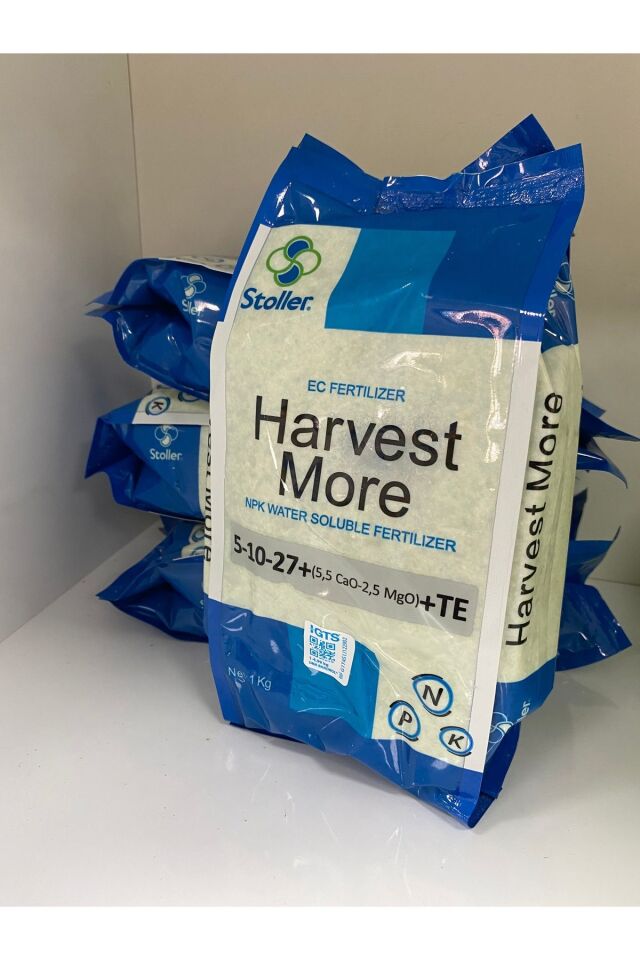 Stoller
EC FERTILIZER
Harvest
More
NPK WATER SOLUBLE FERTILIZER
5-10-27+(5,5 CaO-2,5 MgO)+TE
IGTS
Net 1 Kg
N
P
K
Harvest More
Stoller
K